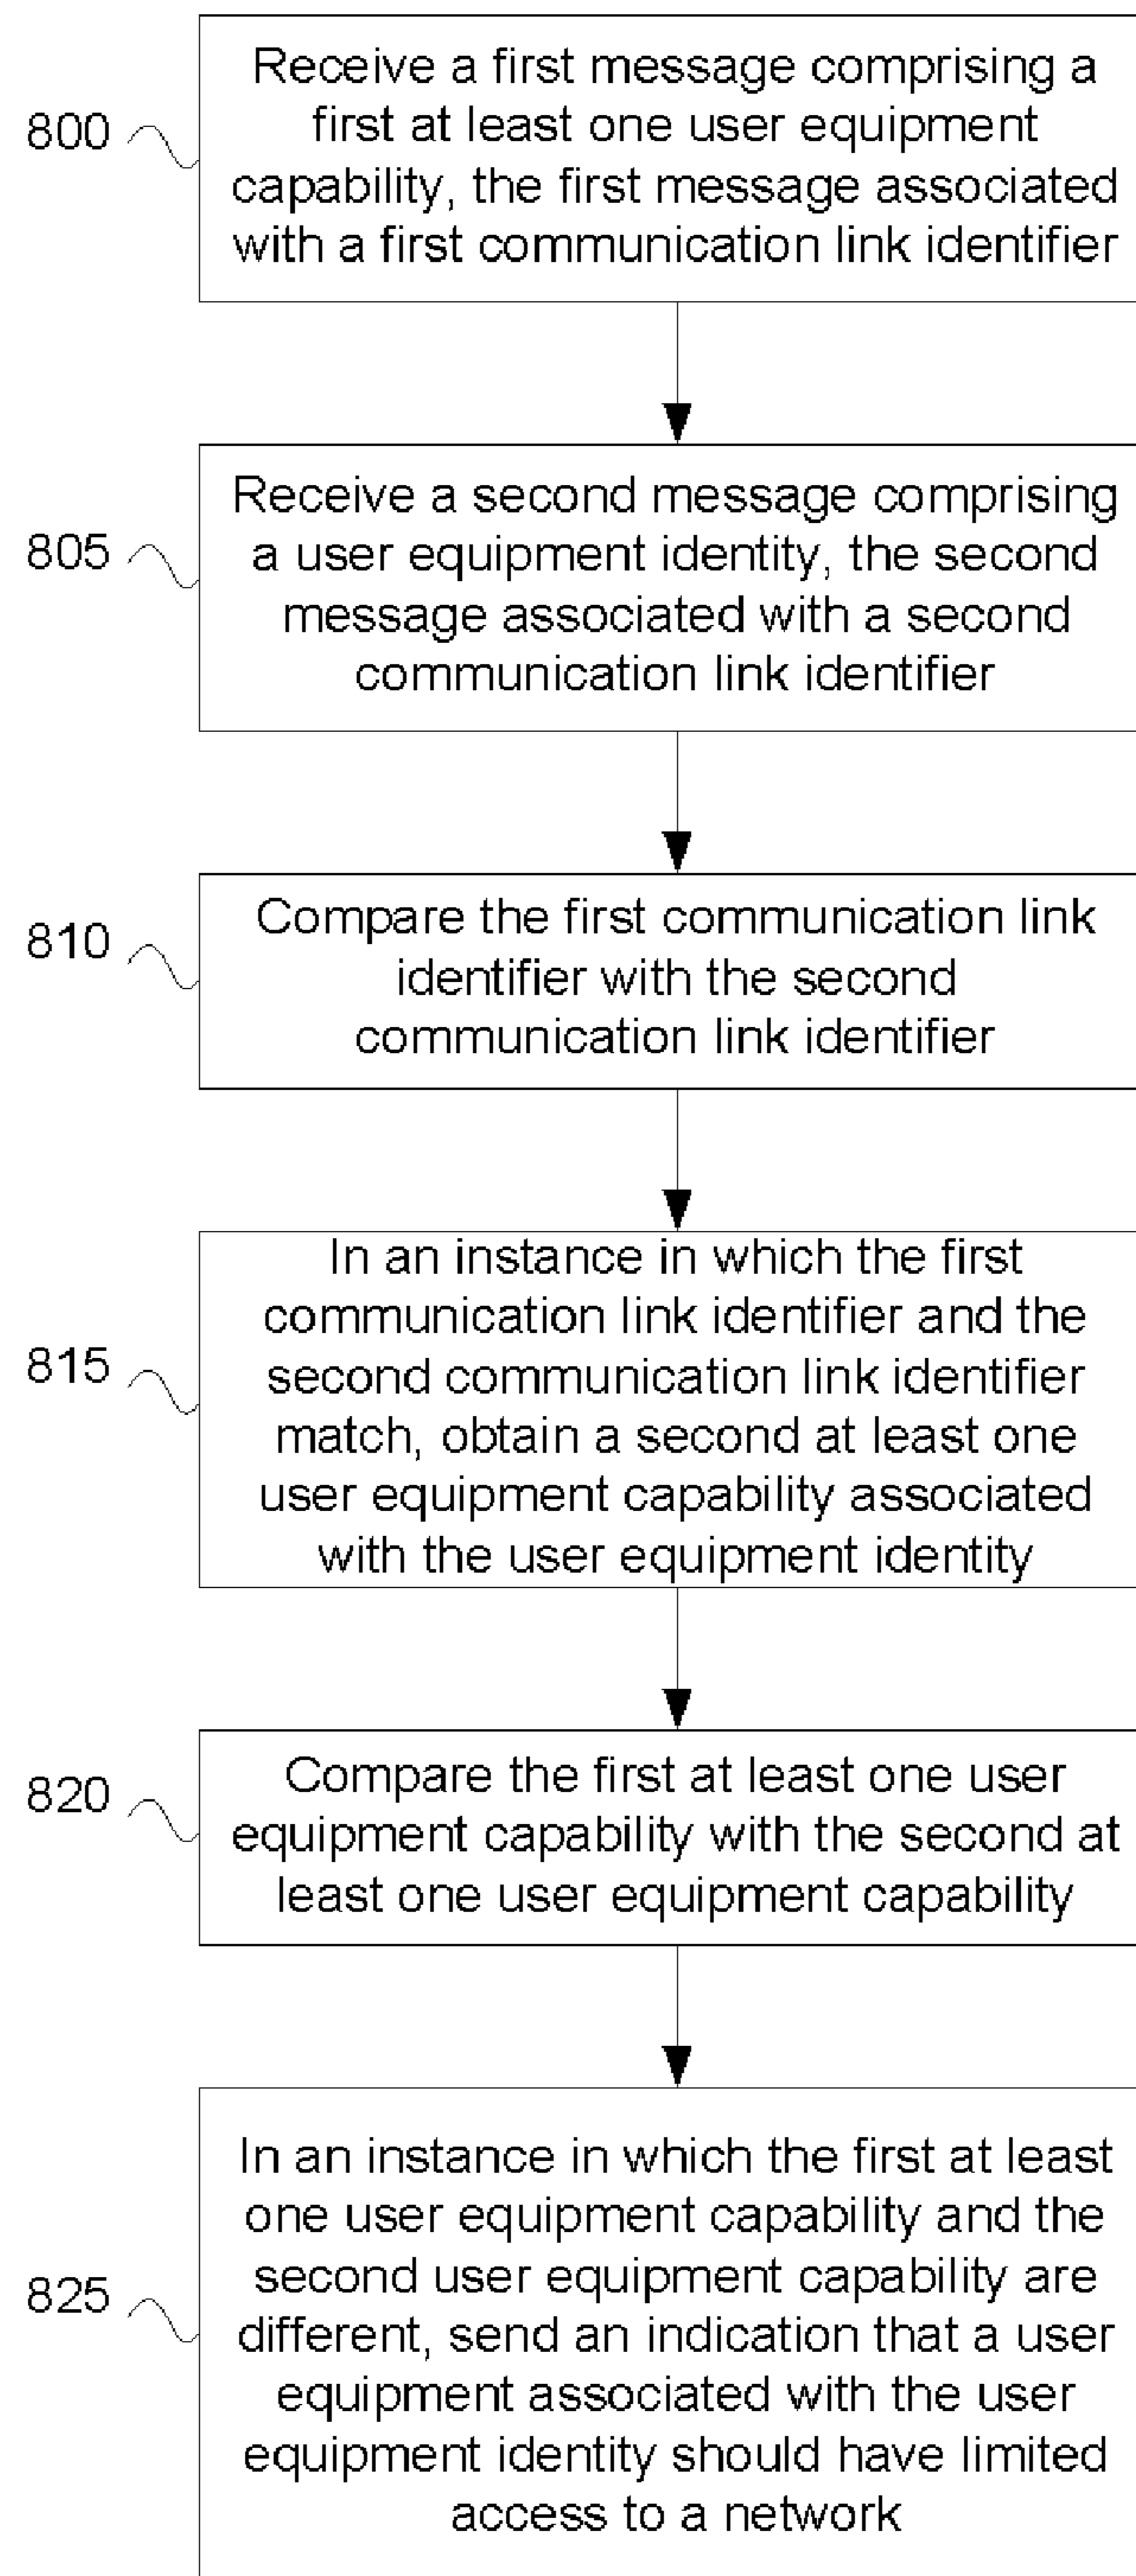 800
Receive a first message comprising a
first at least one user equipment
capability, the first message associated
with a first communication link identifier
805
Receive a second message comprising
a user equipment identity, the second
message associated with a second
communication link identifier
810
Compare the first communication link
identifier with the second
communication link identifier
815
In an instance in which the first
communication link identifier and the
second communication link identifier
match, obtain a second at least one
user equipment capability associated
with the user equipment identity
820
Compare the first at least one user
equipment capability with the second at
least one user equipment capability
825
In an instance in which the first at least
one user equipment capability and the
second user equipment capability are
different, send an indication that a user
equipment associated with the user
equipment identity should have limited
access to a network